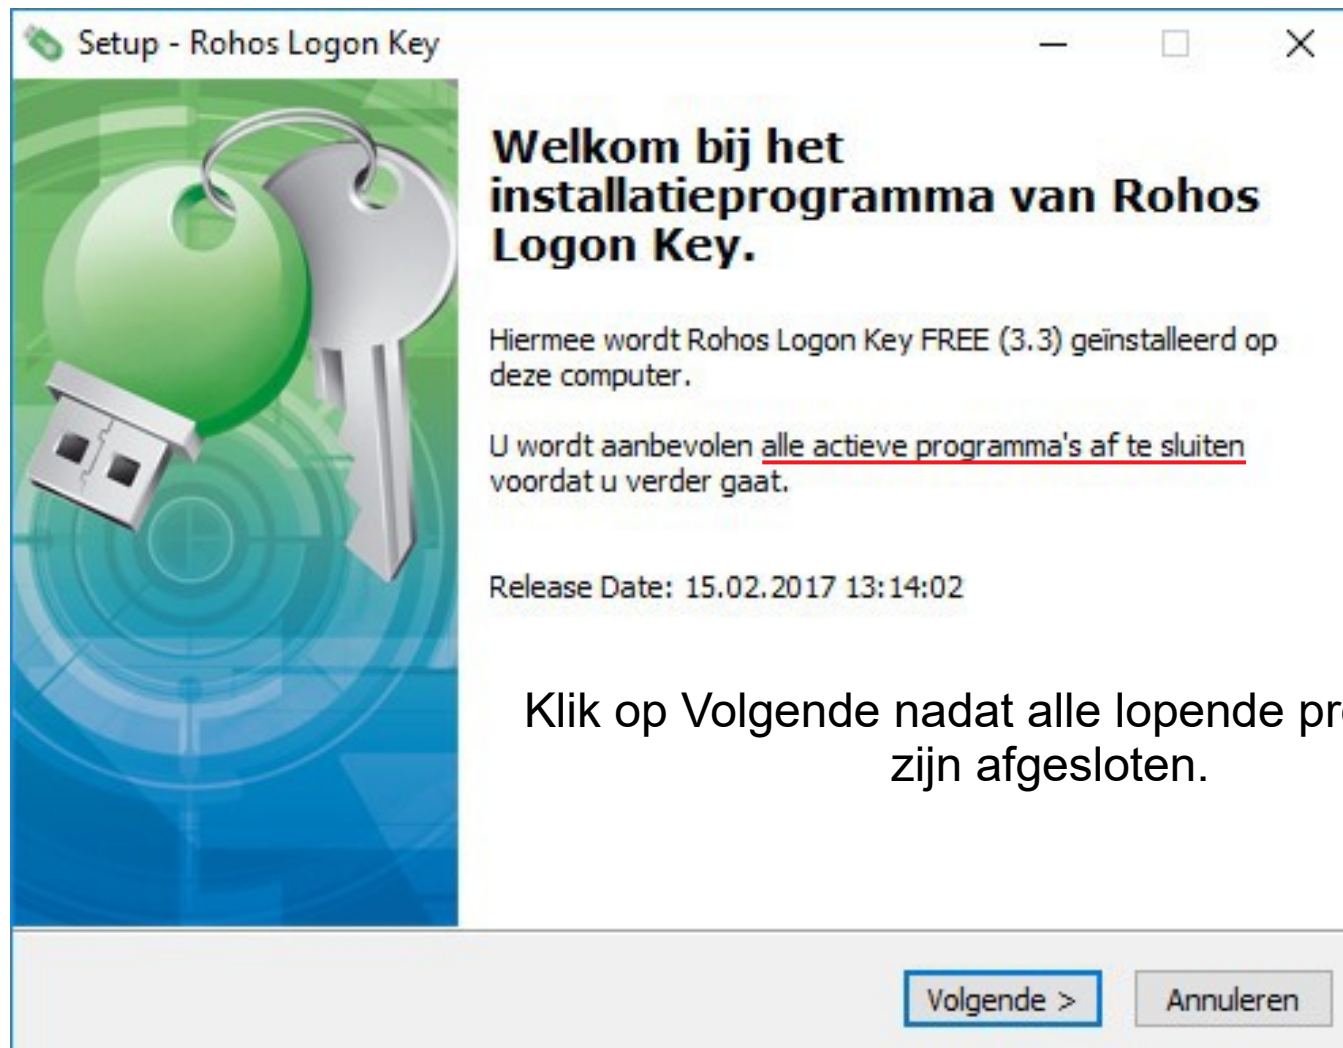 Setup - Rohos Logon Key
Welkom bij het
installatieprogramma van Rohos
Logon Key.
Hiermee wordt Rohos Logon Key FREE (3.3) geïnstalleerd op
deze computer.
U wordt aanbevolen alle actieve programma's af te sluiten
voordat u verder gaat.
Release Date: 15.02.2017 13:14:02
Klik op Volgende nadat alle lopende
zijn afgesloten.
Volgende >
Annuleren